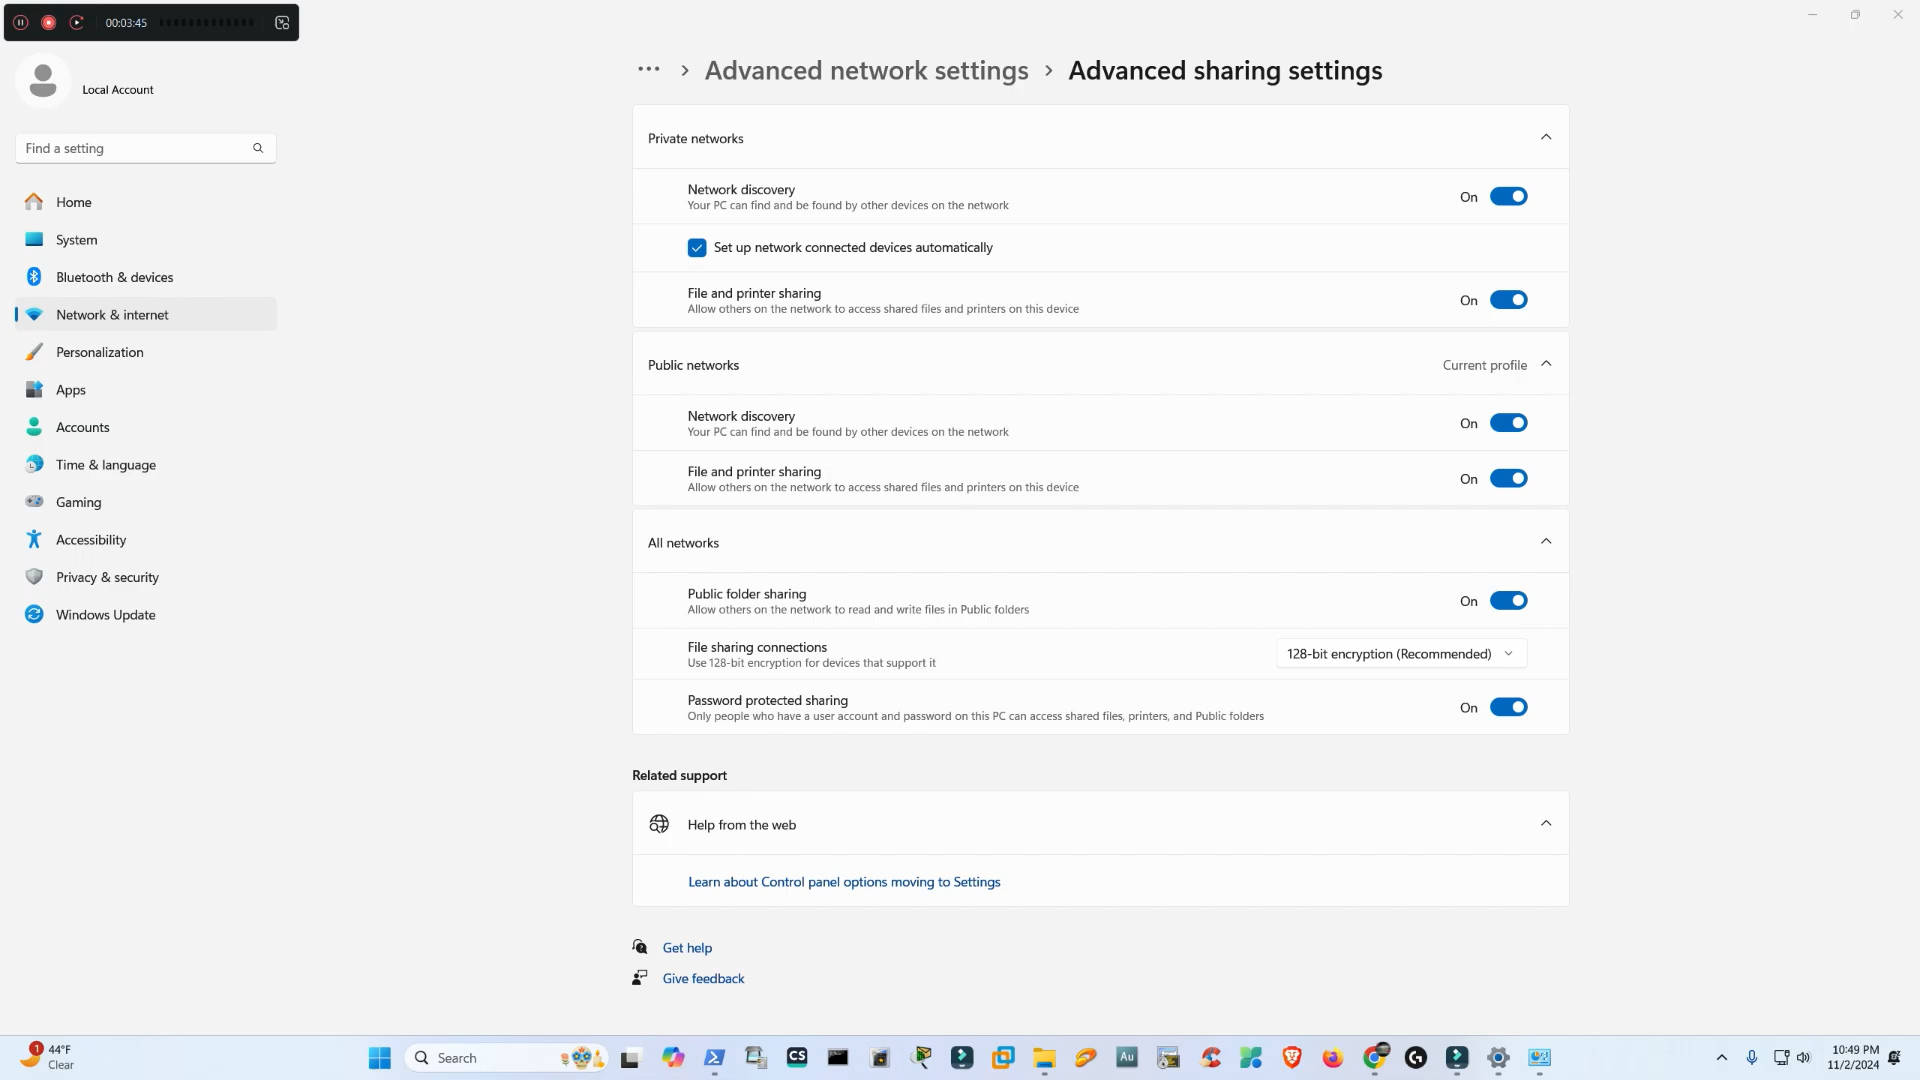 00:03:45
Local Account
Find a setting
Home
System
Bluetooth & devices
Network & internet
Personalization
Apps
Accounts
Time & language
Gaming
Accessibility
Privacy & security
Windows Update
··· > Advanced network settings > Advanced sharing settings
Private networks
Network discovery
Your PC can find and be found by other devices on the network
On
Set up network connected devices automatically
File and printer sharing
Allow others on the network to access shared files and printers on this device
On
Public networks
Current profile
Network discovery
Your PC can find and be found by other devices on the network
On
File and printer sharing
Allow others on the network to access shared files and printers on this device
On
All networks
Public folder sharing
Allow others on the network to read and write files in Public folders
On
File sharing connections
Use 128-bit encryption for devices that support it
128-bit encryption (Recommended)
Password protected sharing
Only people who have a user account and password on this PC can access shared files, printers, and Public folders
On
Related support
Help from the web
Learn about Control panel options moving to Settings
Get help
Give feedback
1
44°F
Clear
Search
CS
Au
10:49 PM
11/2/2024